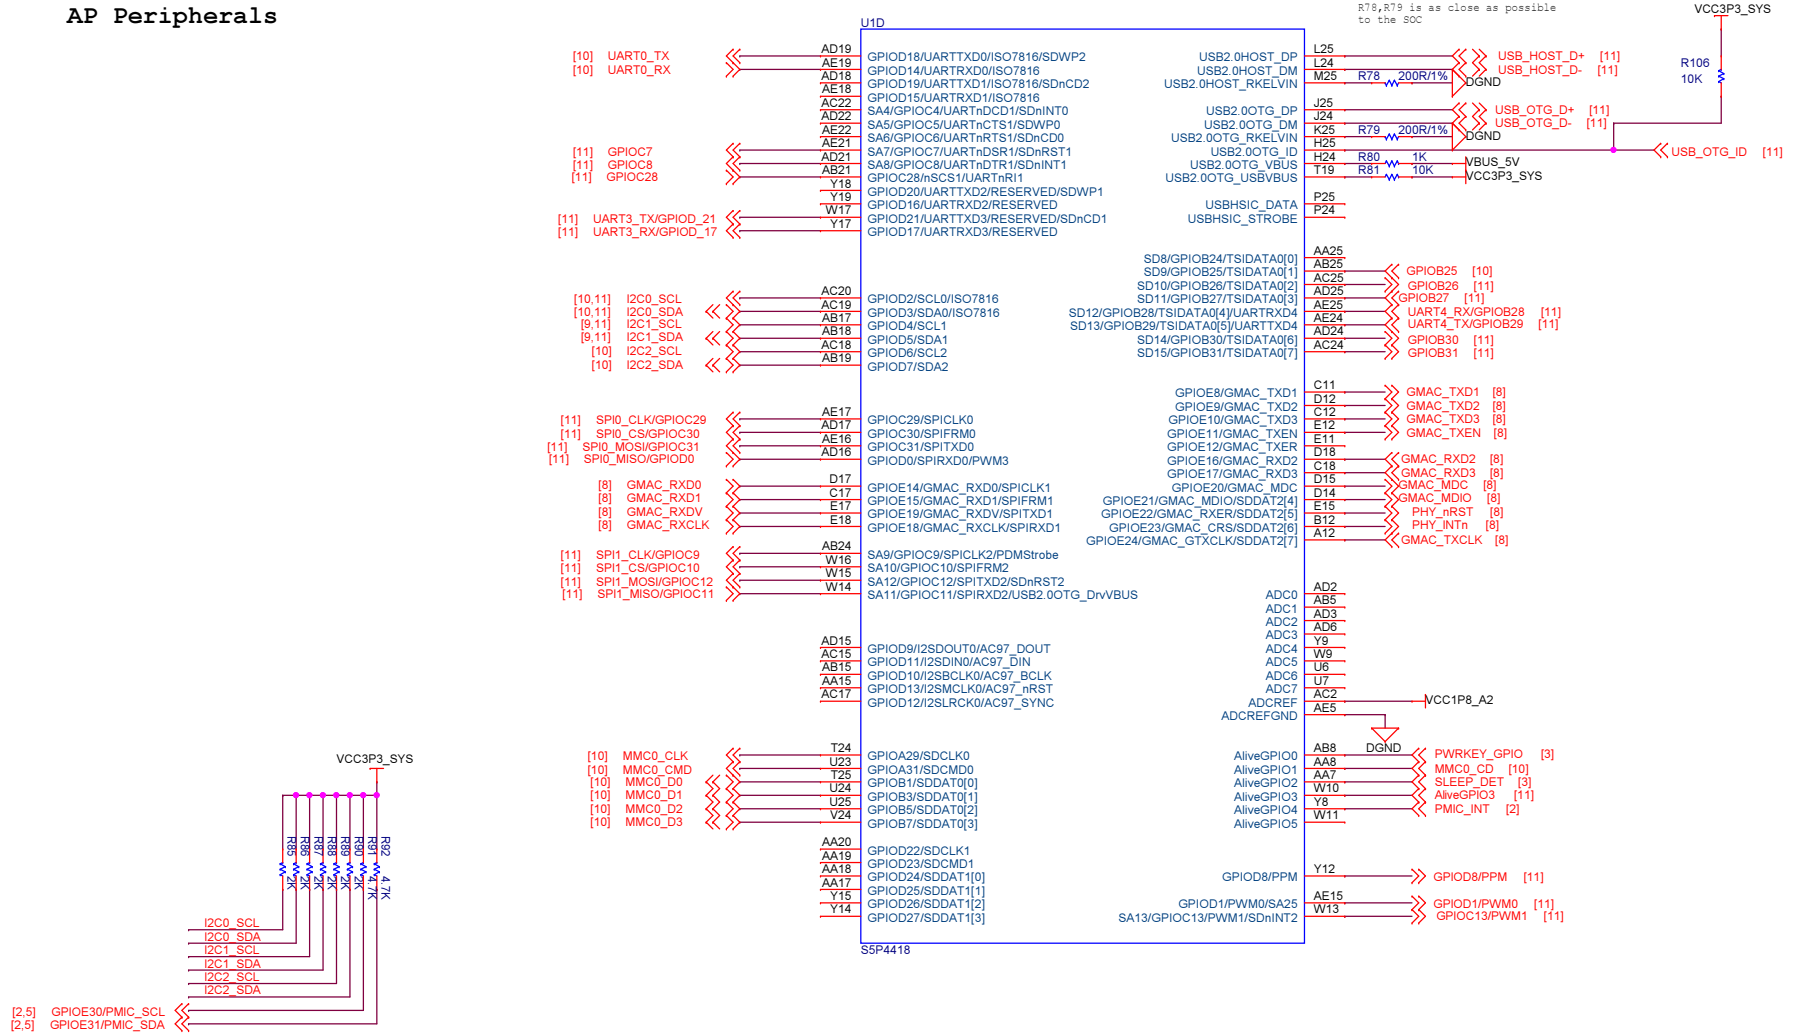 AP Peripherals
R78,R79 is as close as possible
to the SOC
VCC3P3_SYS
R106
10K
U1D
[10] UART0_TX AD19 GPIOD18/UARTTXD0/ISO7816/SDWP2
[10] UART0_RX AE19 GPIOD14/UARTRXD0/ISO7816
AD18 GPIOD19/UARTTXD1/ISO7816/SDnCD2
AE18 GPIOD15/UARTRXD1/ISO7816
AC22 SA4/GPIOC4/UARTnDCD1/SDnINT0
AD22 SA5/GPIOC5/UARTnCTS1/SDWP0
AE22 SA6/GPIOC6/UARTnRTS1/SDnCD0
[11] GPIOC7 AE21 SA7/GPIOC7/UARTnDSR1/SDnRST1
[11] GPIOC8 AD21 SA8/GPIOC8/UARTnDTR1/SDnINT1
[11] GPIOC28 AB21 GPIOC28/nSCS1/UARTnRI1
Y18 GPIOD20/UARTTXD2/RESERVED/SDWP1
Y19 GPIOD16/UARTRXD2/RESERVED
[11] UART3_TX/GPIOD_21 W17 GPIOD21/UARTTXD3/RESERVED/SDnCD1
[11] UART3_RX/GPIOD_17 Y17 GPIOD17/UARTRXD3/RESERVED
[10,11] I2C0_SCL AC20 GPIOD2/SCL0/ISO7816
[10,11] I2C0_SDA AC19 GPIOD3/SDA0/ISO7816
[9,11] I2C1_SCL AB17 GPIOD4/SCL1
[9,11] I2C1_SDA AB18 GPIOD5/SDA1
[10] I2C2_SCL AC18 GPIOD6/SCL2
[10] I2C2_SDA AB19 GPIOD7/SDA2
[11] SPI0_CLK/GPIOC29 AE17 GPIOC29/SPICLK0
[11] SPI0_CS/GPIOC30 AD17 GPIOC30/SPIFRM0
[11] SPI0_MOSI/GPIOC31 AE16 GPIOC31/SPITXD0
[11] SPI0_MISO/GPIOD0 AD16 GPIOD0/SPIRXD0/PWM3
[8] GMAC_RXD0 D17 GPIOE14/GMAC_RXD0/SPICLK1
[8] GMAC_RXD1 C17 GPIOE15/GMAC_RXD1/SPIFRM1
[8] GMAC_RXDV E17 GPIOE19/GMAC_RXDV/SPITXD1
[8] GMAC_RXCLK E18 GPIOE18/GMAC_RXCLK/SPIRXD1
[11] SPI1_CLK/GPIOC9 AB24 SA9/GPIOC9/SPICLK2/PDMStrobe
[11] SPI1_CS/GPIOC10 W16 SA10/GPIOC10/SPIFRM2
[11] SPI1_MOSI/GPIOC12 W15 SA12/GPIOC12/SPITXD2/SDnRST2
[11] SPI1_MISO/GPIOC11 W14 SA11/GPIOC11/SPIRXD2/USB2.0OTG_DrvVBUS
AD15 GPIOD9/I2SDOUT0/AC97_DOUT
AC15 GPIOD11/I2SDIN0/AC97_DIN
AB15 GPIOD10/I2SBCLK0/AC97_BCLK
AA15 GPIOD13/I2SMCLK0/AC97_nRST
AC17 GPIOD12/I2SLRCK0/AC97_SYNC
[10] MMC0_CLK T24 GPIOA29/SDCLK0
[10] MMC0_CMD U23 GPIOA31/SDCMD0
[10] MMC0_D0 T25 GPIOB1/SDDAT0[0]
[10] MMC0_D1 U24 GPIOB3/SDDAT0[1]
[10] MMC0_D2 U25 GPIOB5/SDDAT0[2]
[10] MMC0_D3 V24 GPIOB7/SDDAT0[3]
AA20 GPIOD22/SDCLK1
AA19 GPIOD23/SDCMD1
AA18 GPIOD24/SDDAT1[0]
AA17 GPIOD25/SDDAT1[1]
Y15 GPIOD26/SDDAT1[2]
Y14 GPIOD27/SDDAT1[3]
USB2.0HOST_DP L25 USB_HOST_D+ [11]
USB2.0HOST_DM L24 USB_HOST_D- [11]
USB2.0HOST_RKELVIN M25 R78 200R/1% DGND
USB2.0OTG_DP J25 USB_OTG_D+ [11]
USB2.0OTG_DM J24 USB_OTG_D- [11]
USB2.0OTG_RKELVIN K25 R79 200R/1% DGND
USB2.0OTG_ID H25 USB_OTG_ID [11]
USB2.0OTG_VBUS H24 R80 1K VBUS_5V
USB2.0OTG_USBVBUS T19 R81 10K VCC3P3_SYS
USBHSIC_DATA P25
USBHSIC_STROBE P24
SD8/GPIOB24/TSIDATA0[0] AA25
SD9/GPIOB25/TSIDATA0[1] AB25 GPIOB25 [10]
SD10/GPIOB26/TSIDATA0[2] AC25 GPIOB26 [11]
SD11/GPIOB27/TSIDATA0[3] AD25 GPIOB27 [11]
SD12/GPIOB28/TSIDATA0[4]/UARTRXD4 AE25 UART4_RX/GPIOB28 [11]
SD13/GPIOB29/TSIDATA0[5]/UARTTXD4 AE24 UART4_TX/GPIOB29 [11]
SD14/GPIOB30/TSIDATA0[6] AD24 GPIOB30 [11]
SD15/GPIOB31/TSIDATA0[7] AC24 GPIOB31 [11]
GPIOE8/GMAC_TXD1 C11 GMAC_TXD1 [8]
GPIOE9/GMAC_TXD2 D12 GMAC_TXD2 [8]
GPIOE10/GMAC_TXD3 C12 GMAC_TXD3 [8]
GPIOE11/GMAC_TXEN E12 GMAC_TXEN [8]
GPIOE12/GMAC_TXER E11
GPIOE16/GMAC_RXD2 D18 GMAC_RXD2 [8]
GPIOE17/GMAC_RXD3 C18 GMAC_RXD3 [8]
GPIOE20/GMAC_MDC D15 GMAC_MDC [8]
GPIOE21/GMAC_MDIO/SDDAT2[4] D14 GMAC_MDIO [8]
GPIOE22/GMAC_RXER/SDDAT2[5] E15 PHY_nRST [8]
GPIOE23/GMAC_CRS/SDDAT2[6] B12 PHY_INTn [8]
GPIOE24/GMAC_GTXCLK/SDDAT2[7] A12 GMAC_TXCLK [8]
ADC0 AD2
ADC1 AB5
ADC2 AD3
ADC3 AD6
ADC4 Y9
ADC5 W9
ADC6 U6
ADC7 U7
ADCREF AC2 VCC1P8_A2
ADCREFGND AE5
DGND
AliveGPIO0 AB8 PWRKEY_GPIO [3]
AliveGPIO1 AA8 MMC0_CD [10]
AliveGPIO2 AA7 SLEEP_DET [3]
AliveGPIO3 W10 AliveGPIO3 [11]
AliveGPIO4 Y8 PMIC_INT [2]
AliveGPIO5 W11
GPIOD8/PPM Y12 GPIOD8/PPM [11]
GPIOD1/PWM0/SA25 AE15 GPIOD1/PWM0 [11]
SA13/GPIOC13/PWM1/SDnINT2 W13 GPIOC13/PWM1 [11]
S5P4418
VCC3P3_SYS
R85 R86 R87 R88 R89 R90 R91 R92
2K 2K 2K 2K 2K 2K 4.7K 4.7K
I2C0_SCL
I2C0_SDA
I2C1_SCL
I2C1_SDA
I2C2_SCL
I2C2_SDA
[2,5] GPIOE30/PMIC_SCL
[2,5] GPIOE31/PMIC_SDA